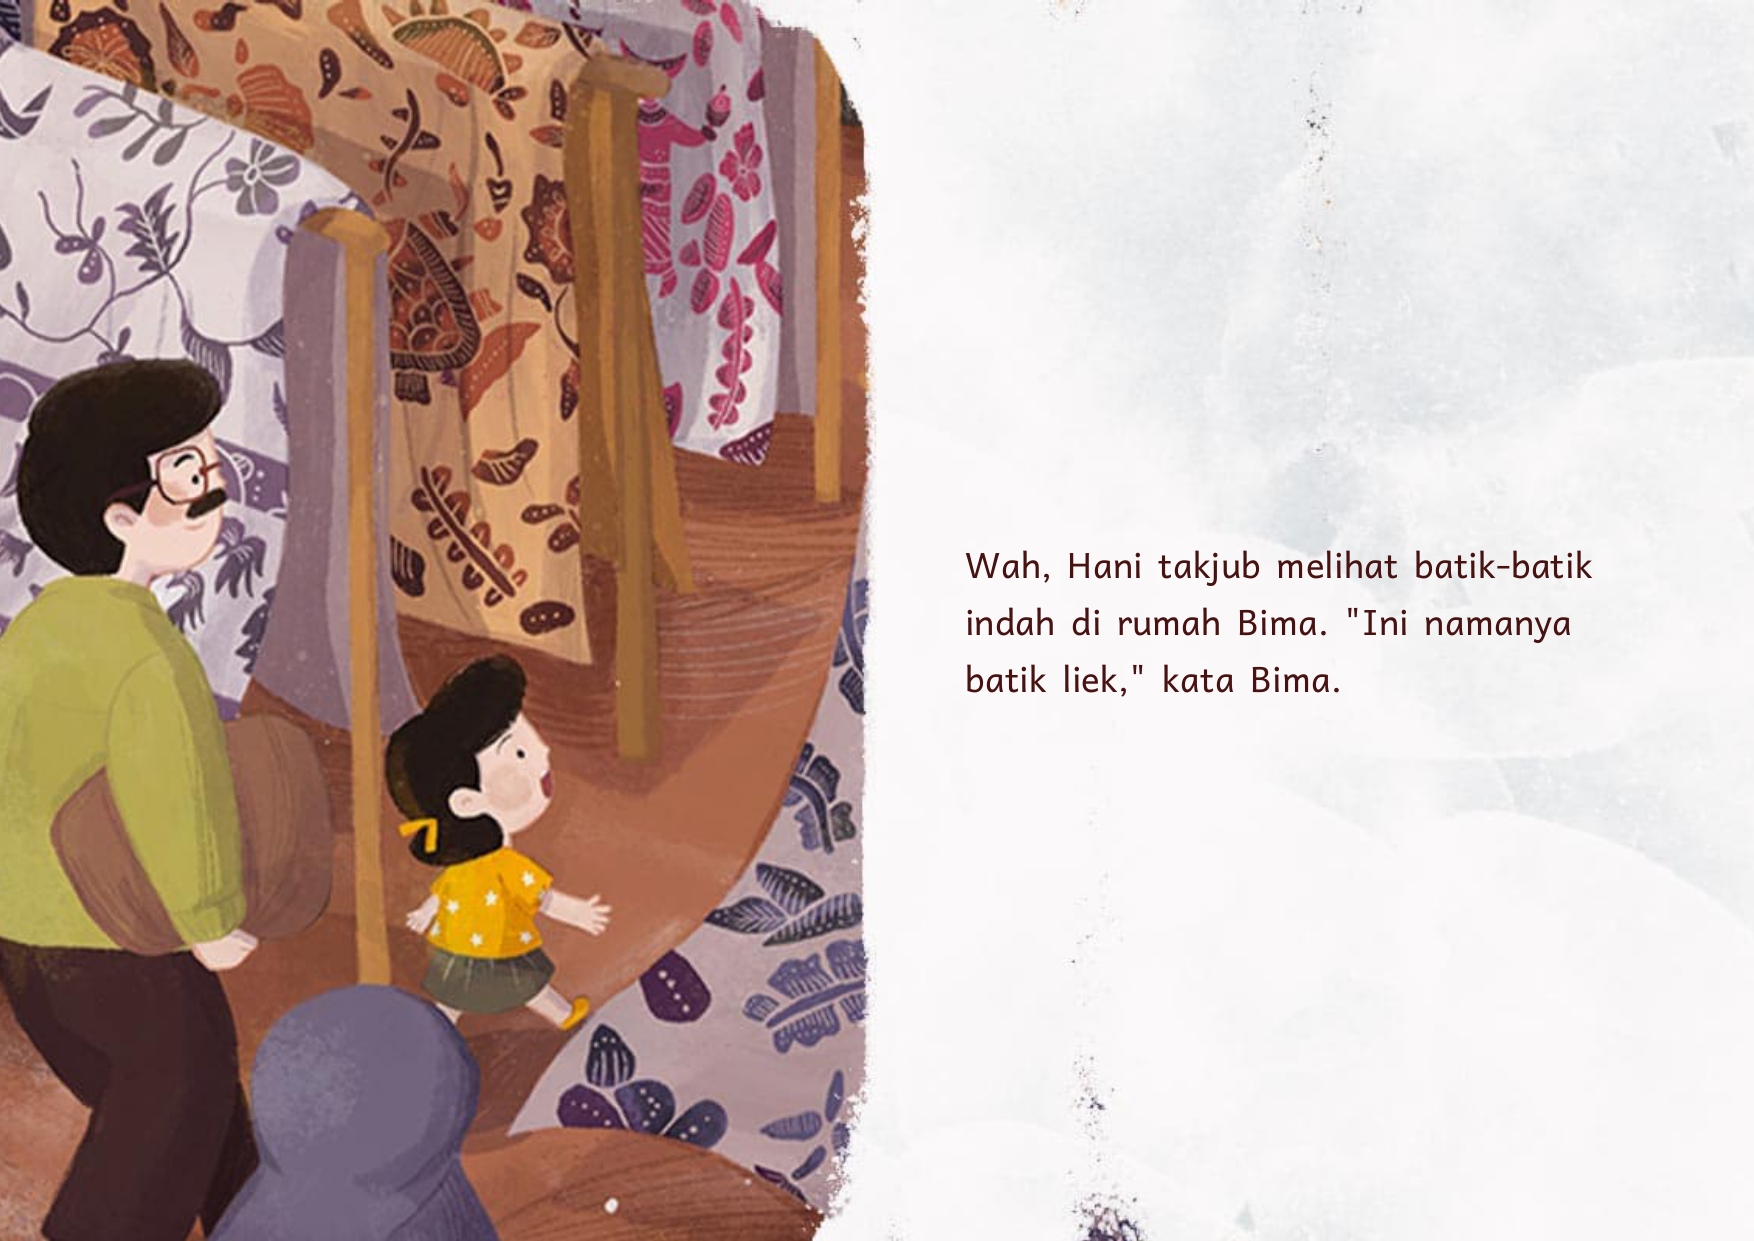 Wah, Hani takjub melihat batik-batik
indah di rumah Bima. "Ini namanya
batik liek," kata Bima.